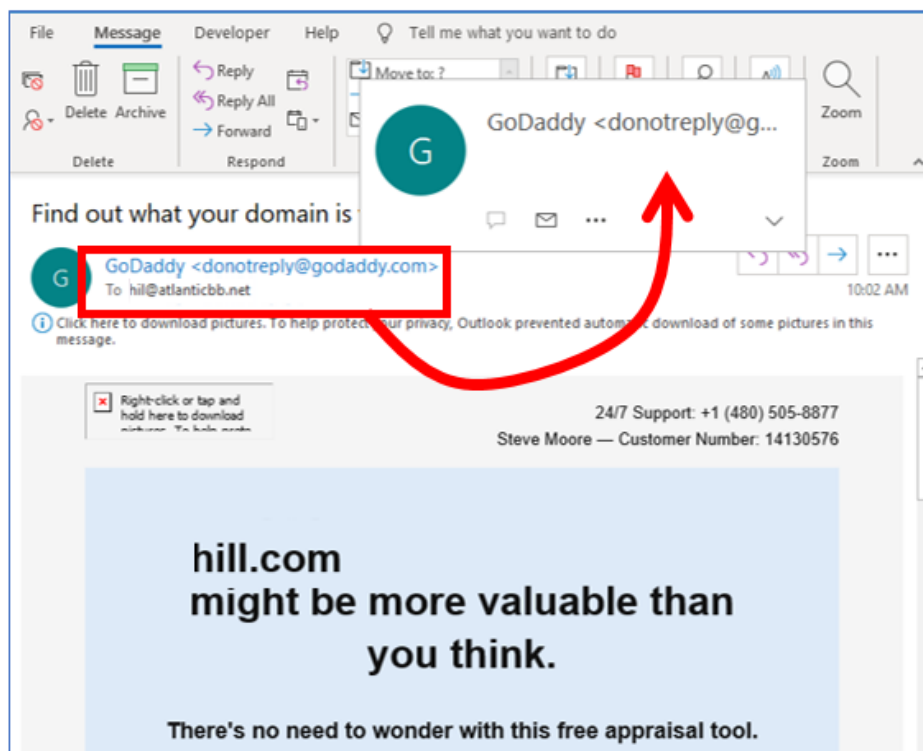 File Message Developer Help Tell me what you want to do
Delete Archive
Reply
Reply All
Forward
Move to: ?
Zoom
Delete Respond Zoom
GoDaddy <donotreply@g...
G
Find out what your domain is
G
GoDaddy <donotreply@godaddy.com>
To hil@atlanticbb.net
10:02 AM
Click here to download pictures. To help protect your privacy, Outlook prevented automatic download of some pictures in this
message.
Right-click or tap and
hold here to download
pictures. To help prote
24/7 Support: +1 (480) 505-8877
Steve Moore — Customer Number: 14130576
hill.com
might be more valuable than
you think.
There's no need to wonder with this free appraisal tool.